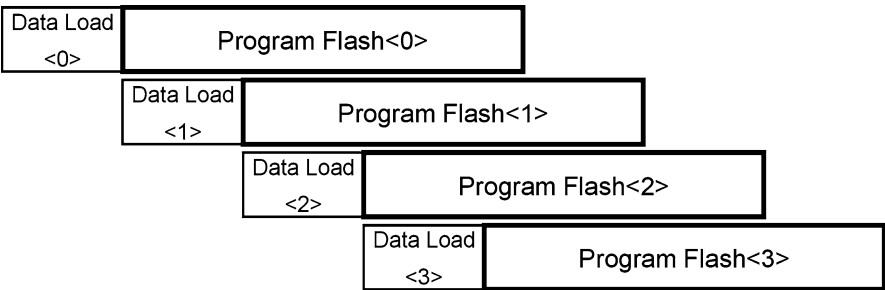 Data Load
<0>
Program Flash<0>
Data Load
<1>
Program Flash<1>
Data Load
<2>
Program Flash<2>
Data Load
<3>
Program Flash<3>